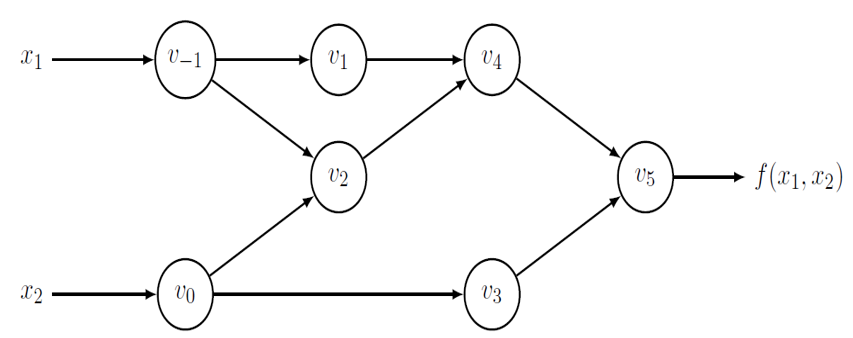 x₁ v₋₁ v₁ v₄
v₂ v₅ f(x₁, x₂)
x₂ v₀ v₃